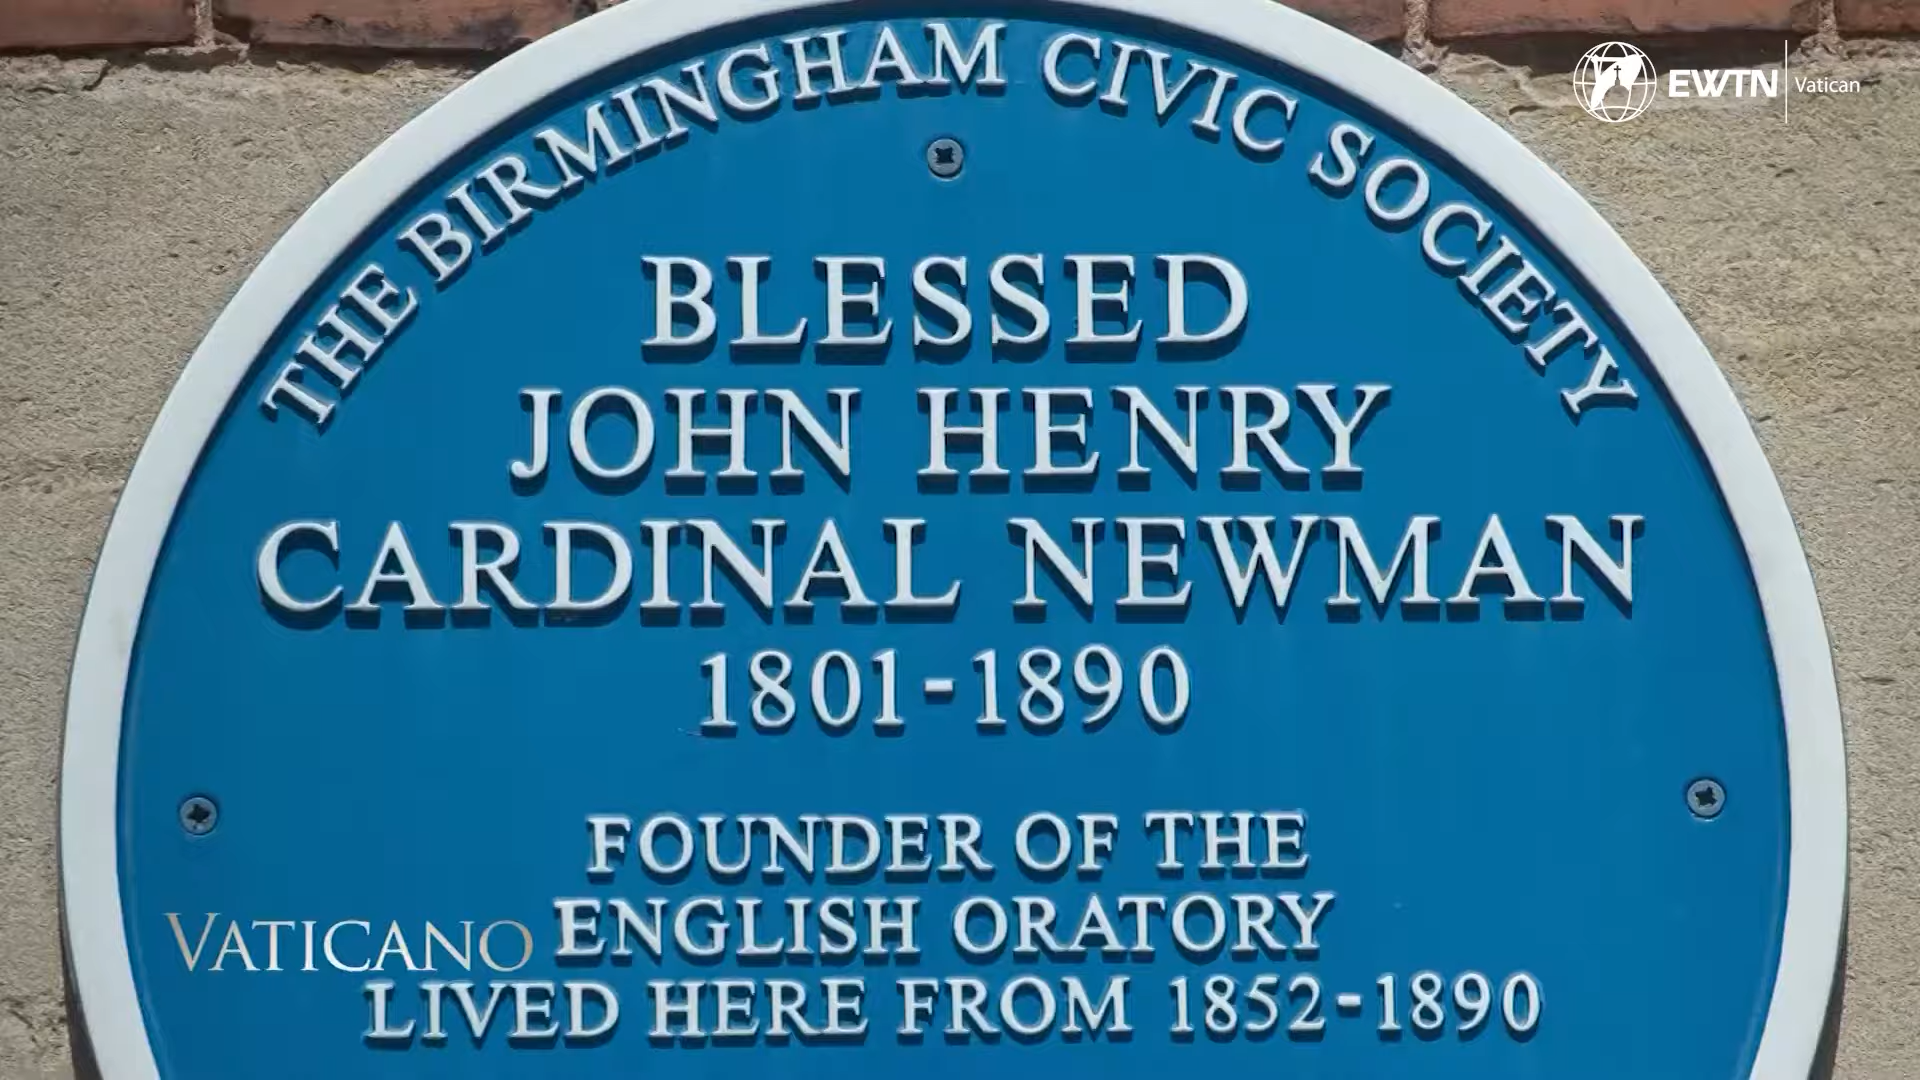 THE BIRMINGHAM CIVIC SOCIETY
EWTN Vatican
BLESSED
JOHN HENRY
CARDINAL NEWMAN
1801-1890
FOUNDER OF THE
ENGLISH ORATORY
VATICANO
LIVED HERE FROM 1852-1890